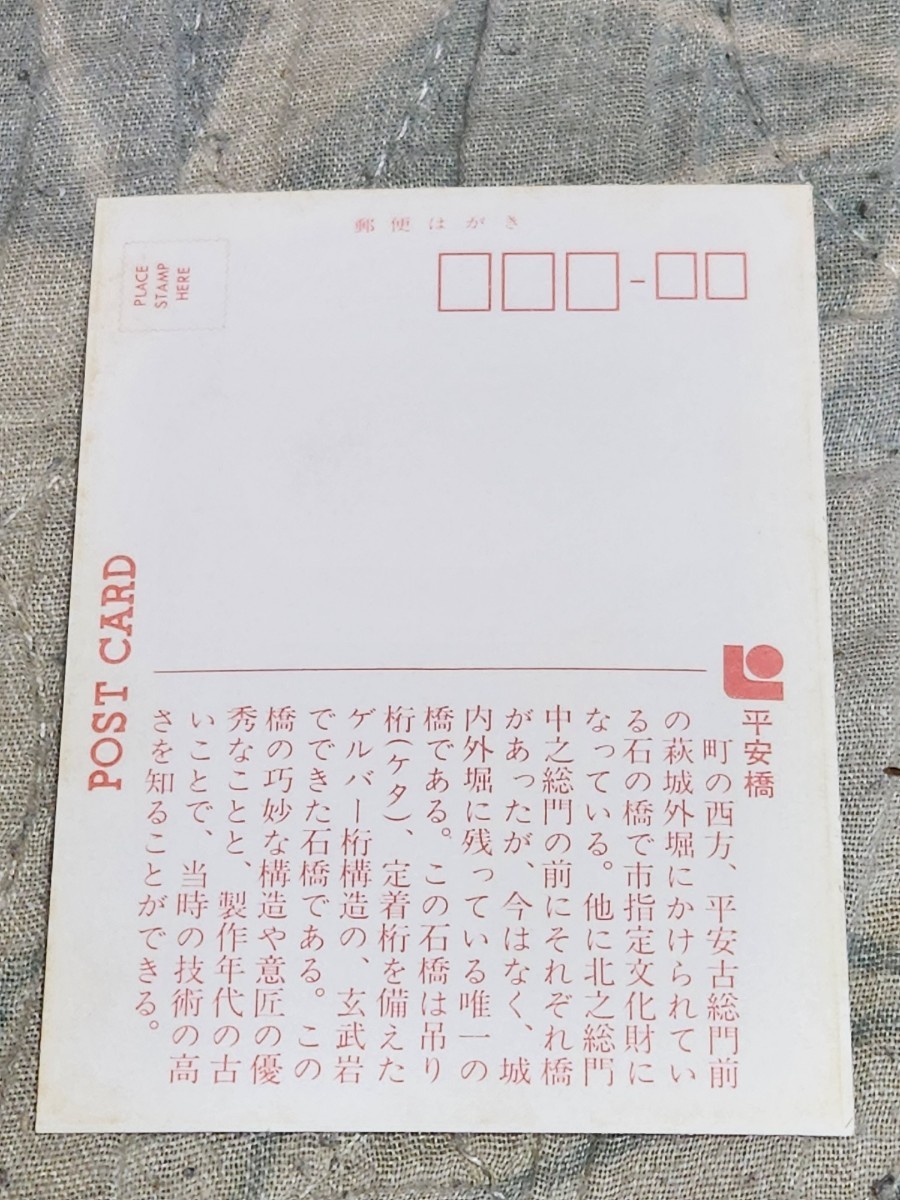 郵便はがき
PLACE
STAMP
HERE
POST CARD
平安橋
町の西方、平安古総門前
の萩城外堀にかけられてい
る石の橋で市指定文化財に
なっている。他に北之総門
中之総門の前にそれぞれ橋
があったが、今はなく、城
内外堀に残っている唯一の
橋である。この石橋は吊り
桁(ケタ)、定着桁を備えた
ゲルバー桁構造の、玄武岩
でできた石橋である。この
橋の巧妙な構造や意匠の優
秀なことと、製作年代の古
いことで、当時の技術の高
さを知ることができる。